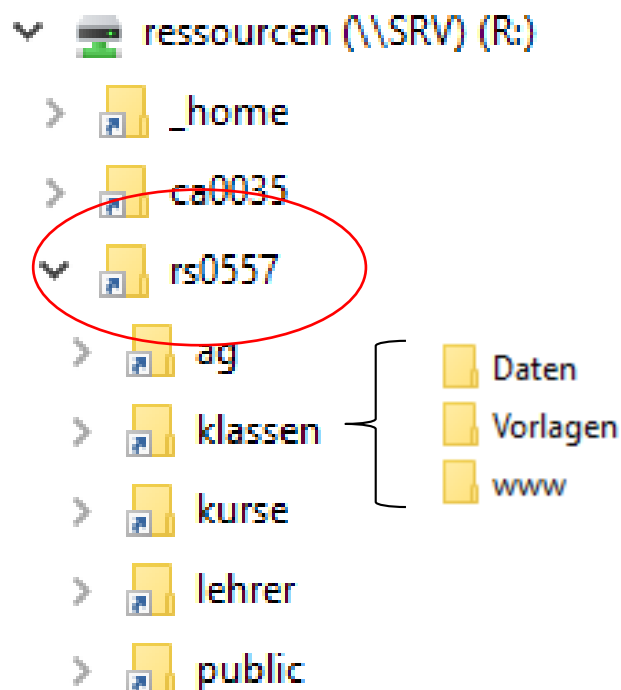 ressourcen (\\SRV) (R:)
_home
ca0035
rs0557
ag
klassen
kurse
lehrer
public
Daten
Vorlagen
www